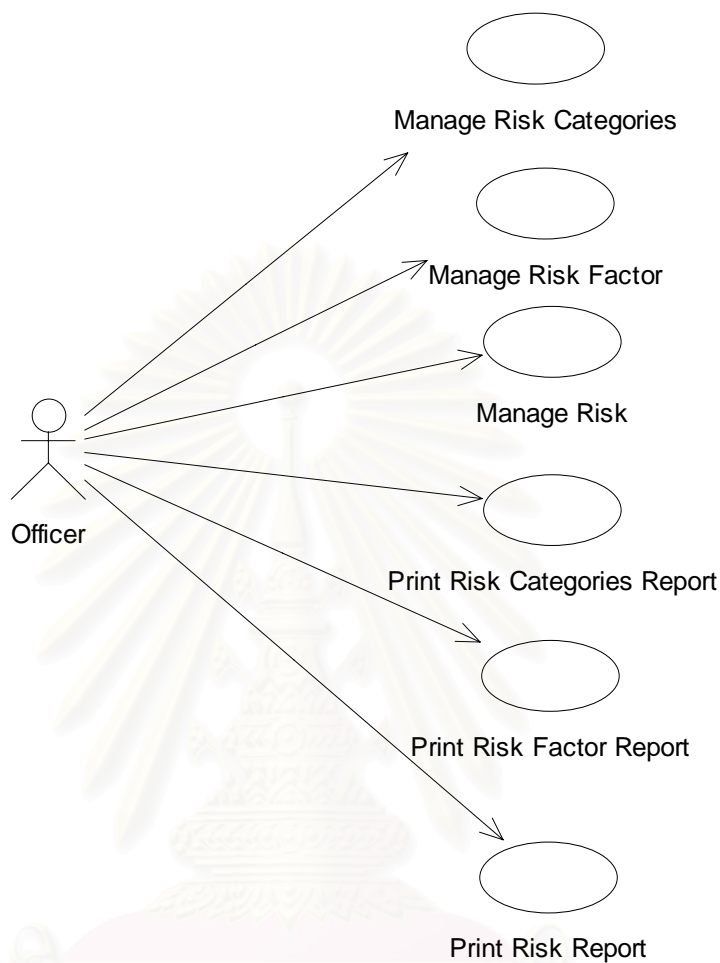 Manage Risk Categories
Manage Risk Factor
Manage Risk
Officer
Print Risk Categories Report
Print Risk Factor Report
Print Risk Report